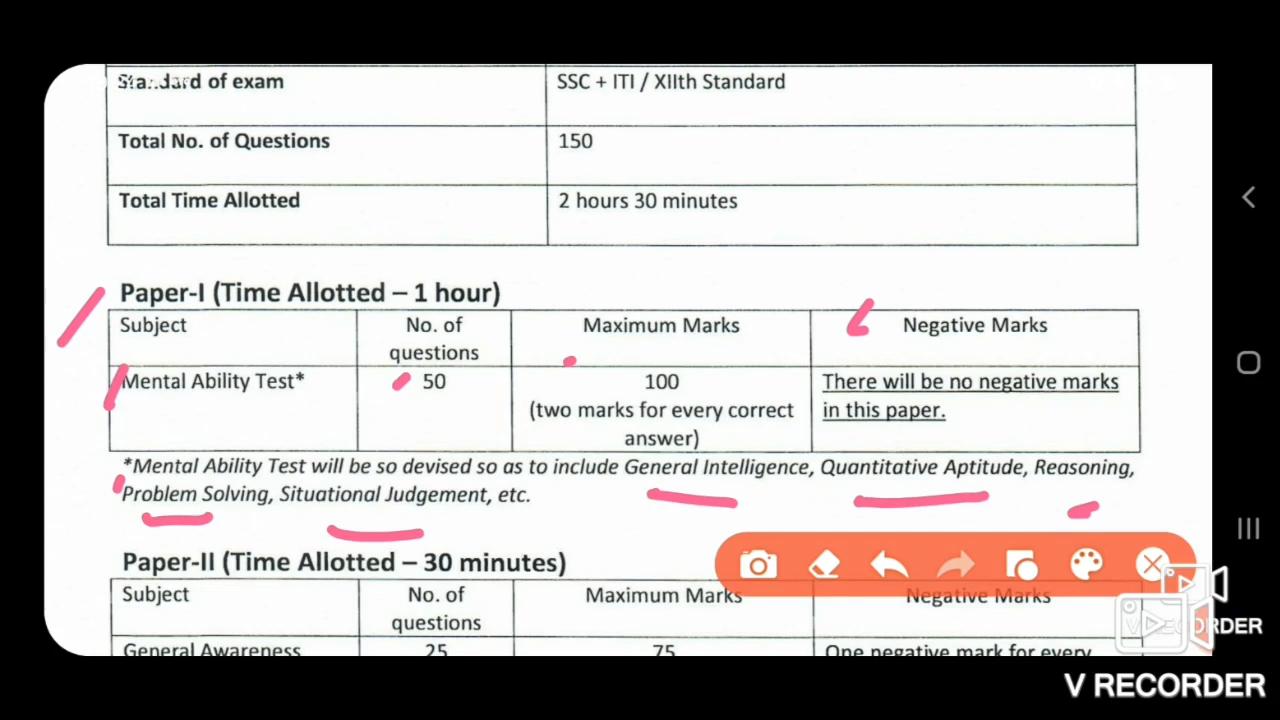 Standard of exam SSC + ITI / XIIth Standard
Total No. of Questions 150
Total Time Allotted 2 hours 30 minutes
Paper-I (Time Allotted – 1 hour)
Subject No. of questions Maximum Marks Negative Marks
Mental Ability Test* 50 100 There will be no negative marks
(two marks for every correct in this paper.
answer)
*Mental Ability Test will be so devised so as to include General Intelligence, Quantitative Aptitude, Reasoning,
Problem Solving, Situational Judgement, etc.
Paper-II (Time Allotted – 30 minutes)
Subject No. of questions Maximum Marks Negative Marks
General Awareness 25 75 One negative mark for every
V RECORDER
V RECORDER